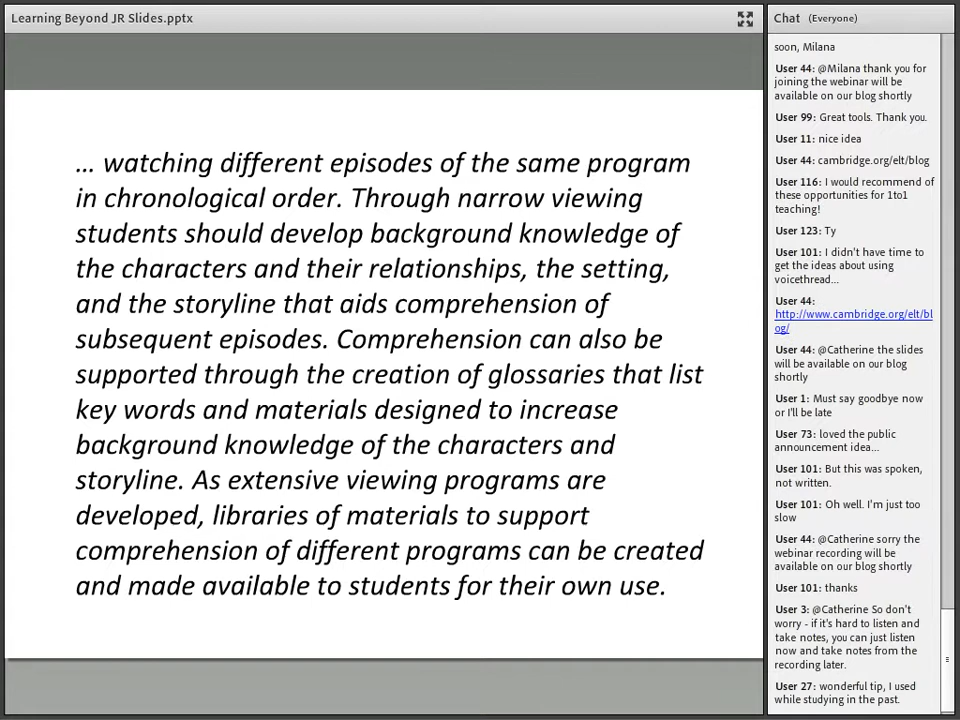 Learning Beyond JR Slides.pptx
... watching different episodes of the same program
in chronological order. Through narrow viewing
students should develop background knowledge of
the characters and their relationships, the setting,
and the storyline that aids comprehension of
subsequent episodes. Comprehension can also be
supported through the creation of glossaries that list
key words and materials designed to increase
background knowledge of the characters and
storyline. As extensive viewing programs are
developed, libraries of materials to support
comprehension of different programs can be created
and made available to students for their own use.
Chat (Everyone)
soon, Milana
User 44: @Milana thank you for
joining the webinar will be
available on our blog shortly
User 99: Great tools. Thank you.
User 11: nice idea
User 44: cambridge.org/elt/blog
User 116: I would recommend of
these opportunities for 1to1
teaching!
User 123: Ty
User 101: I didn't have time to
get the ideas about using
voicethread...
User 44:
http://www.cambridge.org/elt/bl
og/
User 44: @Catherine the slides
will be available on our blog
shortly
User 1: Must say goodbye now
or I'll be late
User 73: loved the public
announcement idea...
User 101: But this was spoken,
not written.
User 101: Oh well. I'm just too
slow
User 44: @Catherine sorry the
webinar recording will be
available on our blog shortly
User 101: thanks
User 3: @Catherine So don't
worry - if it's hard to listen and
take notes, you can just listen
now and take notes from the
recording later.
User 27: wonderful tip, I used
while studying in the past.